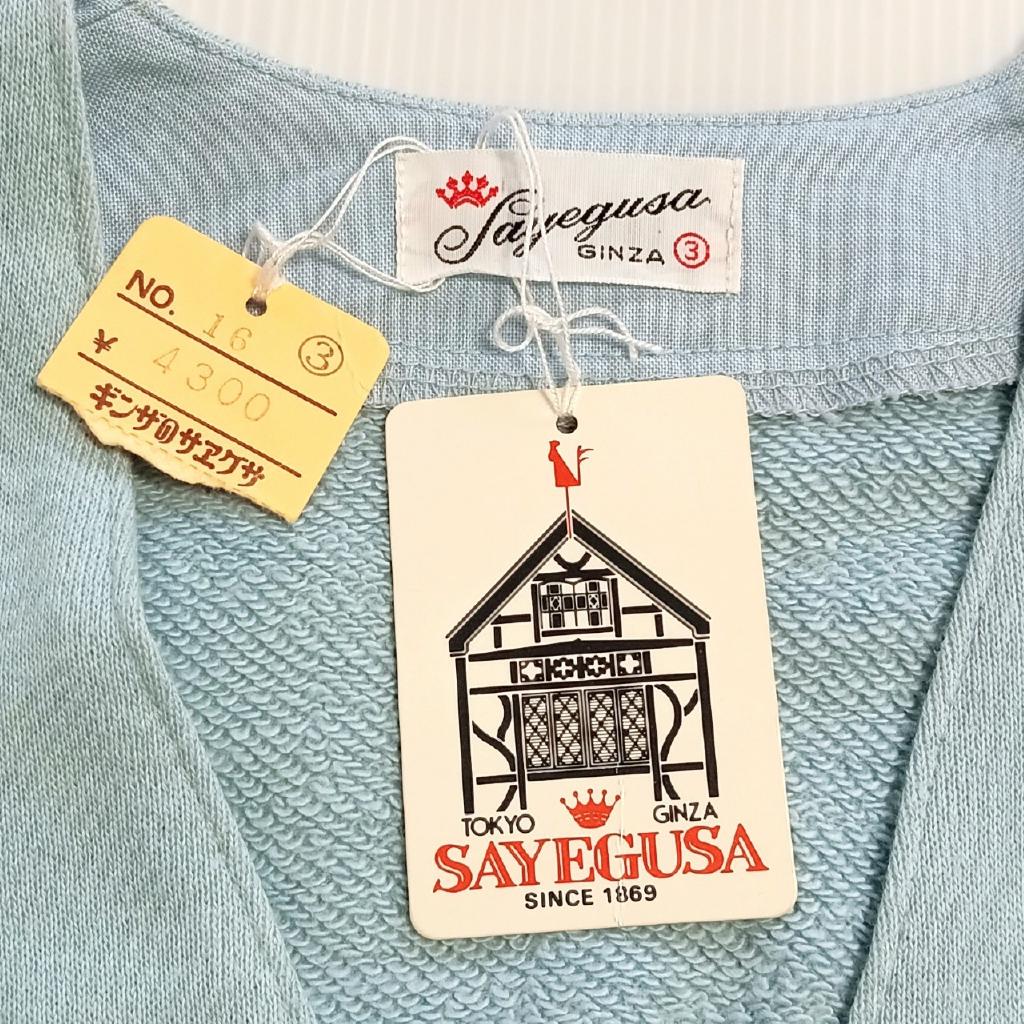 Sayegusa
GINZA ③
NO. 16 ③
¥ 4300
ギンザのサヱグサ
TOKYO GINZA
SAYEGUSA
SINCE 1869